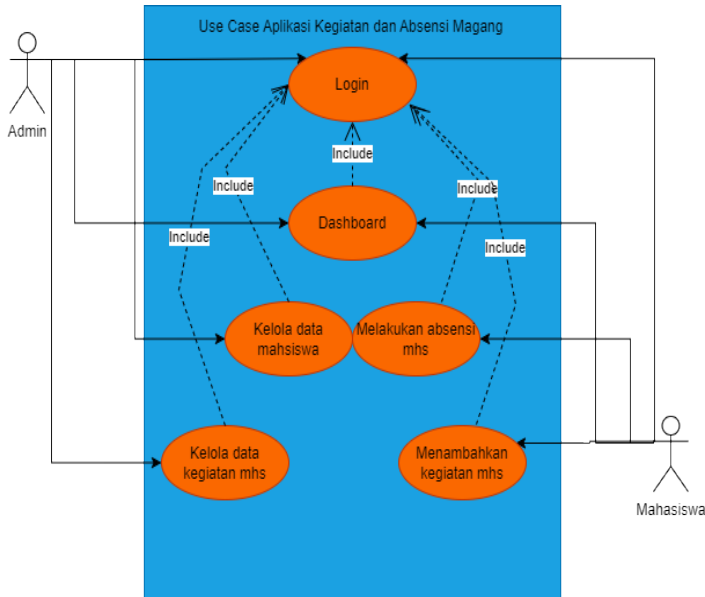 Use Case Aplikasi Kegiatan dan Absensi Magang
Login
Admin
Include
Include
Include
Dashboard
Include
Include
Kelola data
mahsiswa
Melakukan absensi
mhs
Kelola data
kegiatan mhs
Menambahkan
kegiatan mhs
Mahasiswa